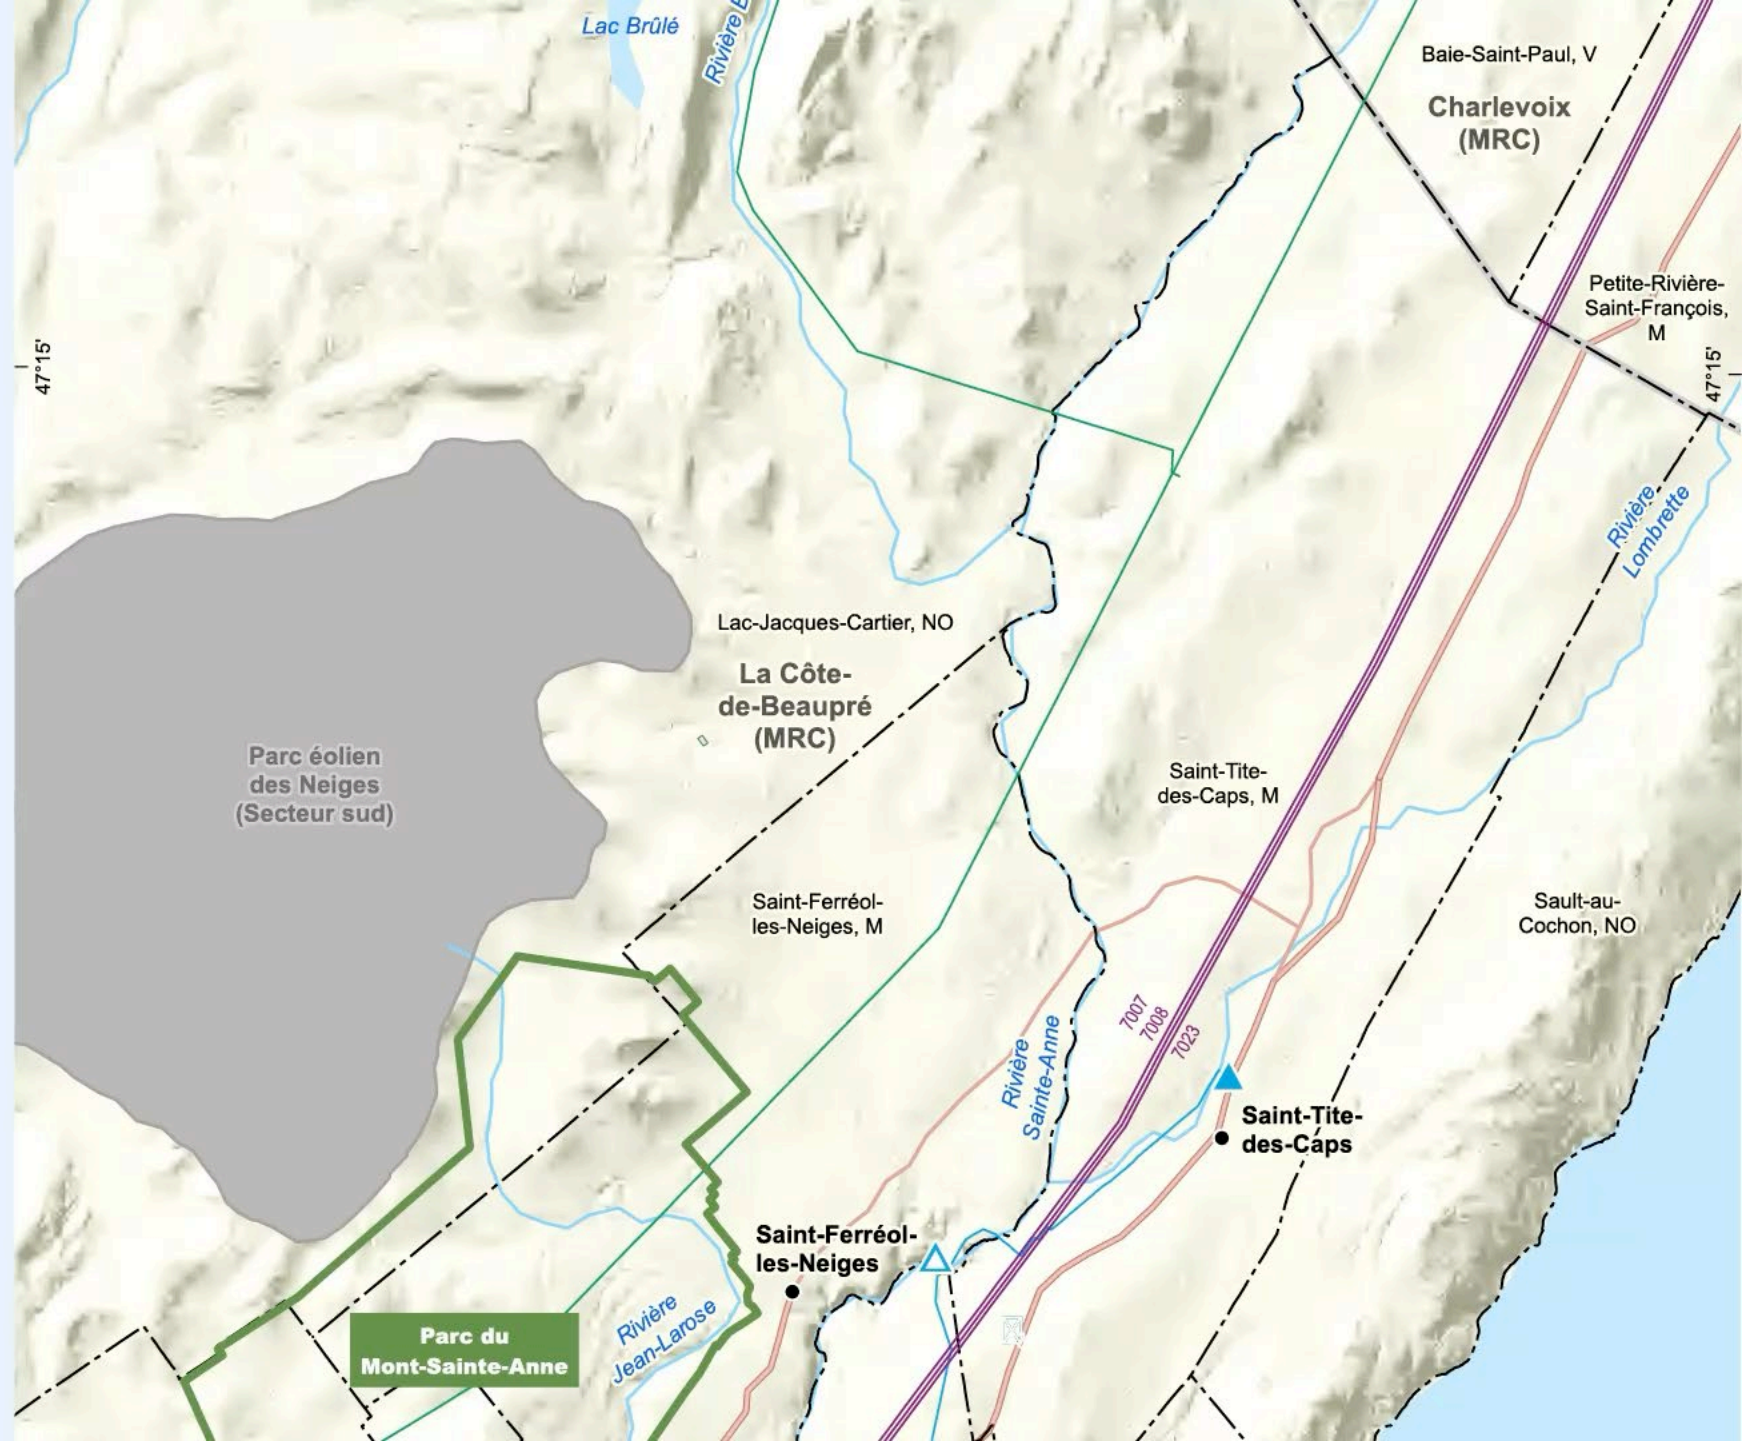 Lac Brûlé
Rivière B
Baie-Saint-Paul, V
Charlevoix
(MRC)
Petite-Rivière-
Saint-François,
M
47°15'
47°15'
Rivière
Lombrette
Lac-Jacques-Cartier, NO
La Côte-
de-Beaupré
(MRC)
Parc éolien
des Neiges
(Secteur sud)
Saint-Tite-
des-Caps, M
Saint-Ferréol-
les-Neiges, M
Sault-au-
Cochon, NO
7007
7008
7023
Rivière
Sainte-Anne
Saint-Tite-
des-Caps
Saint-Ferréol-
les-Neiges
Rivière
Jean-Larose
Parc du
Mont-Sainte-Anne